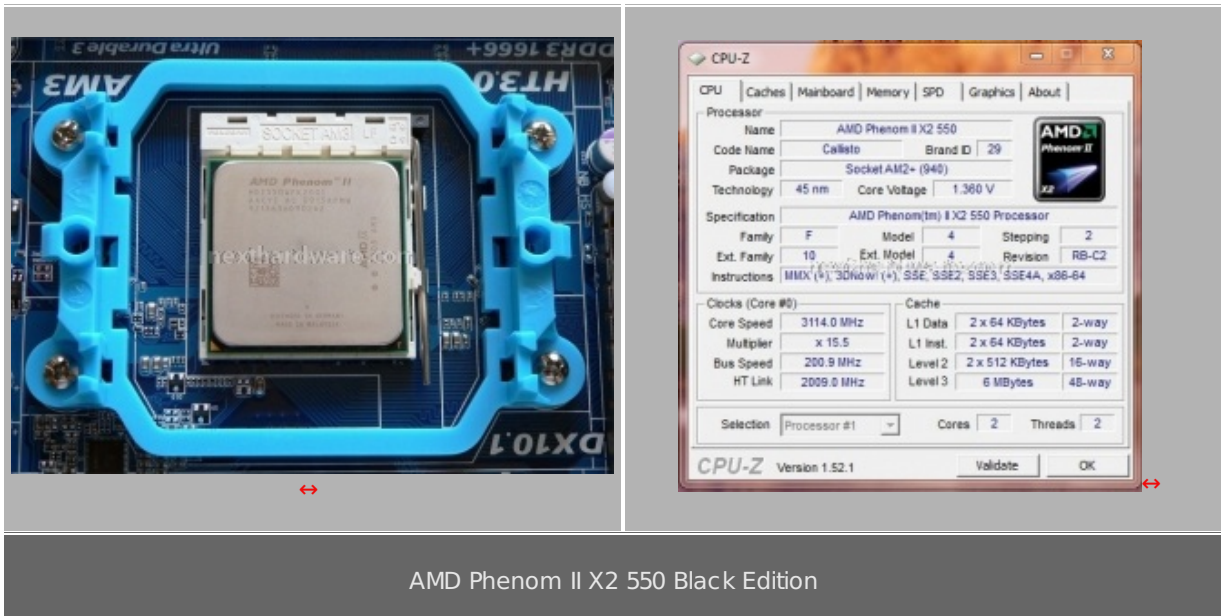 Ultra Durable 3
DDR3 1666+
AM3
HT3.0
SOCKET AM3
AMD Phenom™ II
nexthardware.com
DX10.1
CPU-Z
CPU Caches Mainboard Memory SPD Graphics About
Processor
Name AMD Phenom II X2 550
Code Name Callisto Brand ID 29
Package Socket AM2+ (940)
Technology 45 nm Core Voltage 1.360 V
AMD
Phenom II
X2
Specification AMD Phenom(tm) II X2 550 Processor
Family F Model 4 Stepping 2
Ext. Family 10 Ext. Model 4 Revision RB-C2
Instructions MMX (+), 3DNow! (+), SSE, SSE2, SSE3, SSE4A, x86-64
Clocks (Core #0) Cache
Core Speed 3114.0 MHz L1 Data 2 x 64 KBytes 2-way
Multiplier x 15.5 L1 Inst. 2 x 64 KBytes 2-way
Bus Speed 200.9 MHz Level 2 2 x 512 KBytes 16-way
HT Link 2009.0 MHz Level 3 6 MBytes 48-way
Selection Processor #1 Cores 2 Threads 2
CPU-Z Version 1.52.1 Validate OK
AMD Phenom II X2 550 Black Edition